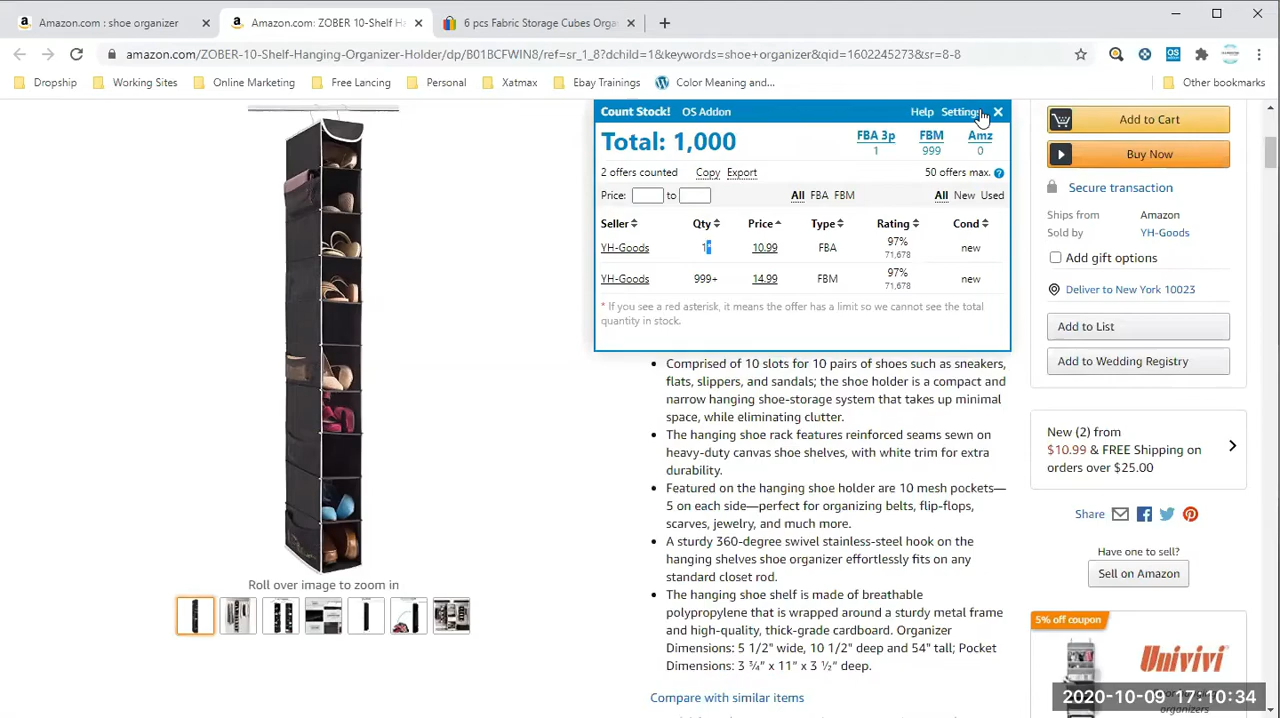 Amazon.com : shoe organizer
Amazon.com: ZOBER 10-Shelf H
6 pcs Fabric Storage Cubes Orga
amazon.com/ZOBER-10-Shelf-Hanging-Organizer-Holder/dp/B01BCFWIN8/ref=sr_1_8?dchild=1&keywords=shoe+organizer&qid=1602245273&sr=8-8
OS
Dropship
Working Sites
Online Marketing
Free Lancing
Personal
Xatmax
Ebay Trainings
Color Meaning and...
Other bookmarks
Count Stock! OS Addon Help Settings
Total: 1,000
FBA 3p FBM Amz
1 999 0
2 offers counted Copy Export 50 offers max. ?
Price: to All FBA FBM All New Used
Seller Qty Price Type Rating Cond
YH-Goods 1* 10.99 FBA 97% new
71,678
YH-Goods 999+ 14.99 FBM 97% new
71,678
* If you see a red asterisk, it means the offer has a limit so we cannot see the total
quantity in stock.
Comprised of 10 slots for 10 pairs of shoes such as sneakers,
flats, slippers, and sandals; the shoe holder is a compact and
narrow hanging shoe-storage system that takes up minimal
space, while eliminating clutter.
The hanging shoe rack features reinforced seams sewn on
heavy-duty canvas shoe shelves, with white trim for extra
durability.
Featured on the hanging shoe holder are 10 mesh pockets—
5 on each side—perfect for organizing belts, flip-flops,
scarves, jewelry, and much more.
A sturdy 360-degree swivel stainless-steel hook on the
hanging shelves shoe organizer effortlessly fits on any
standard closet rod.
The hanging shoe shelf is made of breathable
polypropylene that is wrapped around a sturdy metal frame
and high-quality, thick-grade cardboard. Organizer
Dimensions: 5 1/2" wide, 10 1/2" deep and 54" tall; Pocket
Dimensions: 3 ¾" x 11" x 3 ½" deep.
Compare with similar items
Roll over image to zoom in
Add to Cart
Buy Now
Secure transaction
Ships from Amazon
Sold by YH-Goods
Add gift options
Deliver to New York 10023
Add to List
Add to Wedding Registry
New (2) from
$10.99 & FREE Shipping on
orders over $25.00
Share
Have one to sell?
Sell on Amazon
5% off coupon
Univivi
organizers
2020-10-09 17:10:34